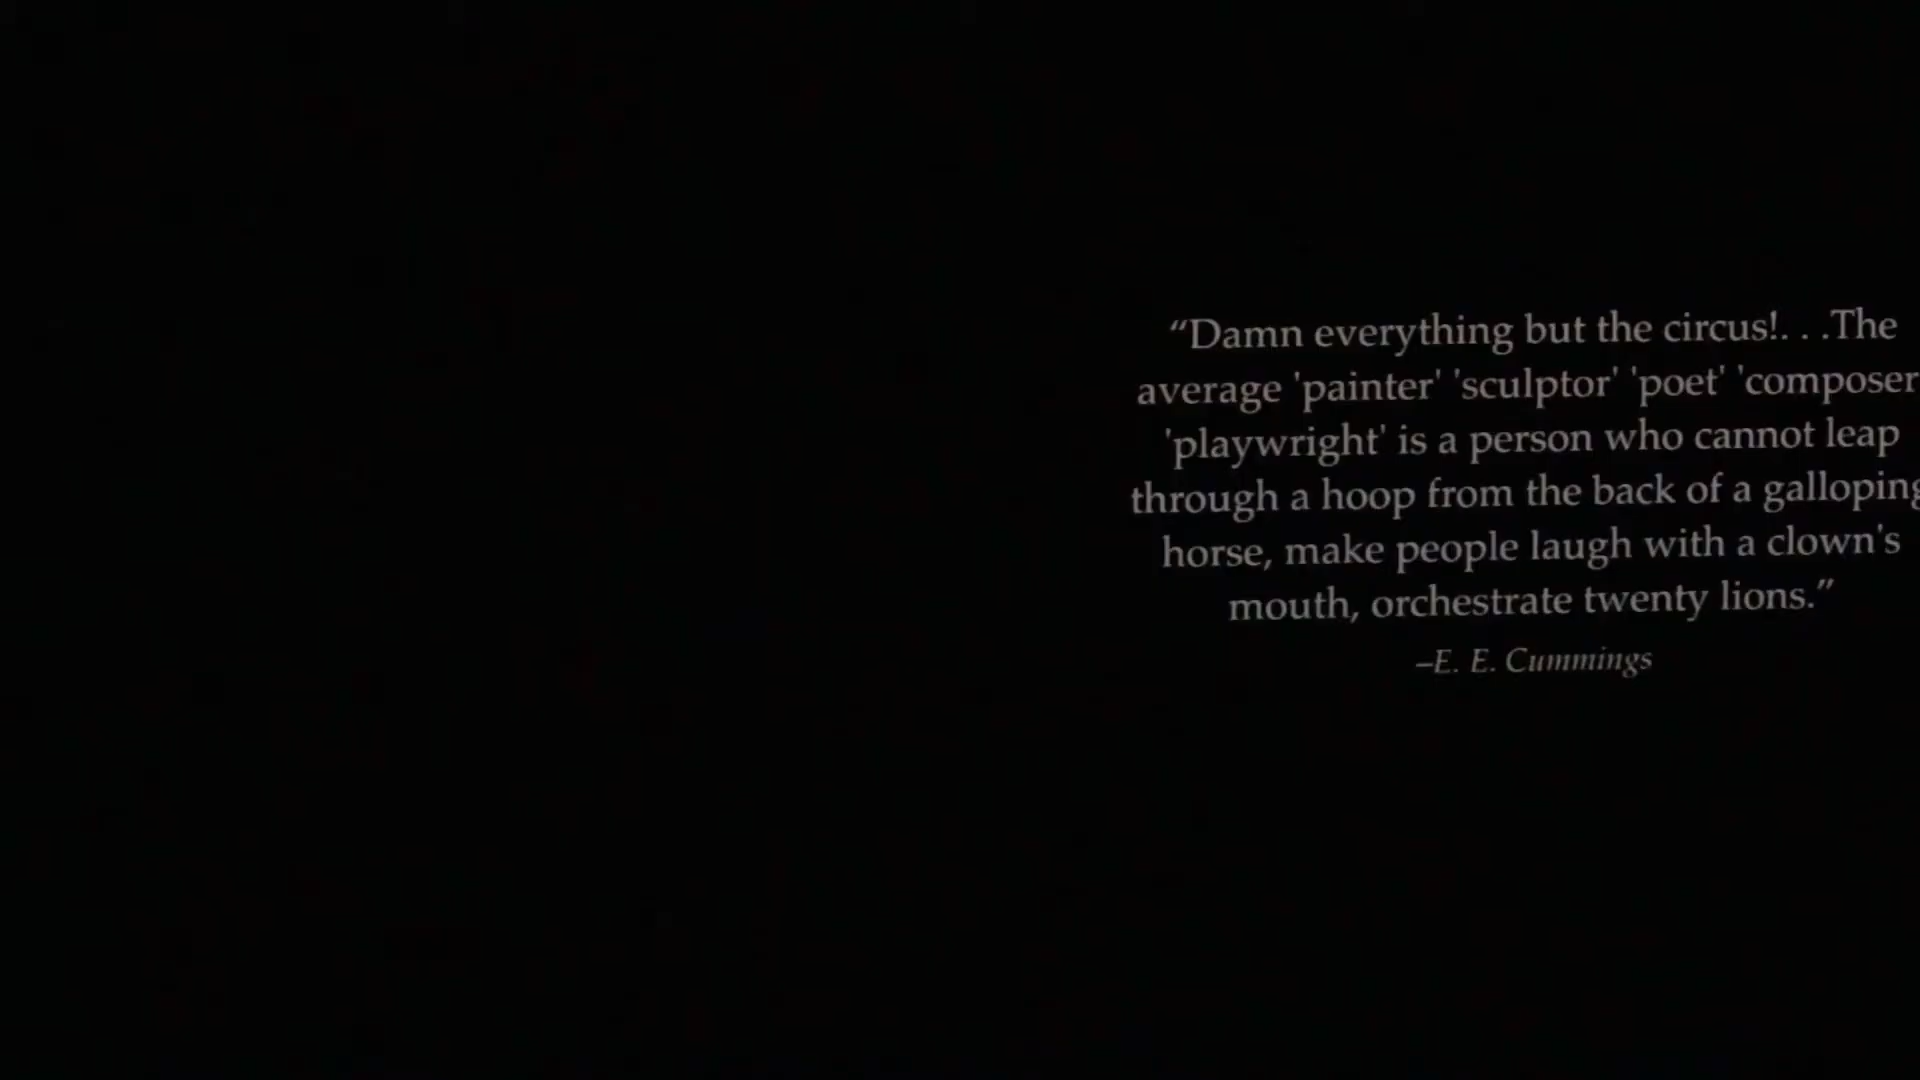 “Damn everything but the circus!. . .The
average 'painter' 'sculptor' 'poet' 'composer
'playwright' is a person who cannot leap
through a hoop from the back of a galloping
horse, make people laugh with a clown's
mouth, orchestrate twenty lions.”
–E. E. Cummings